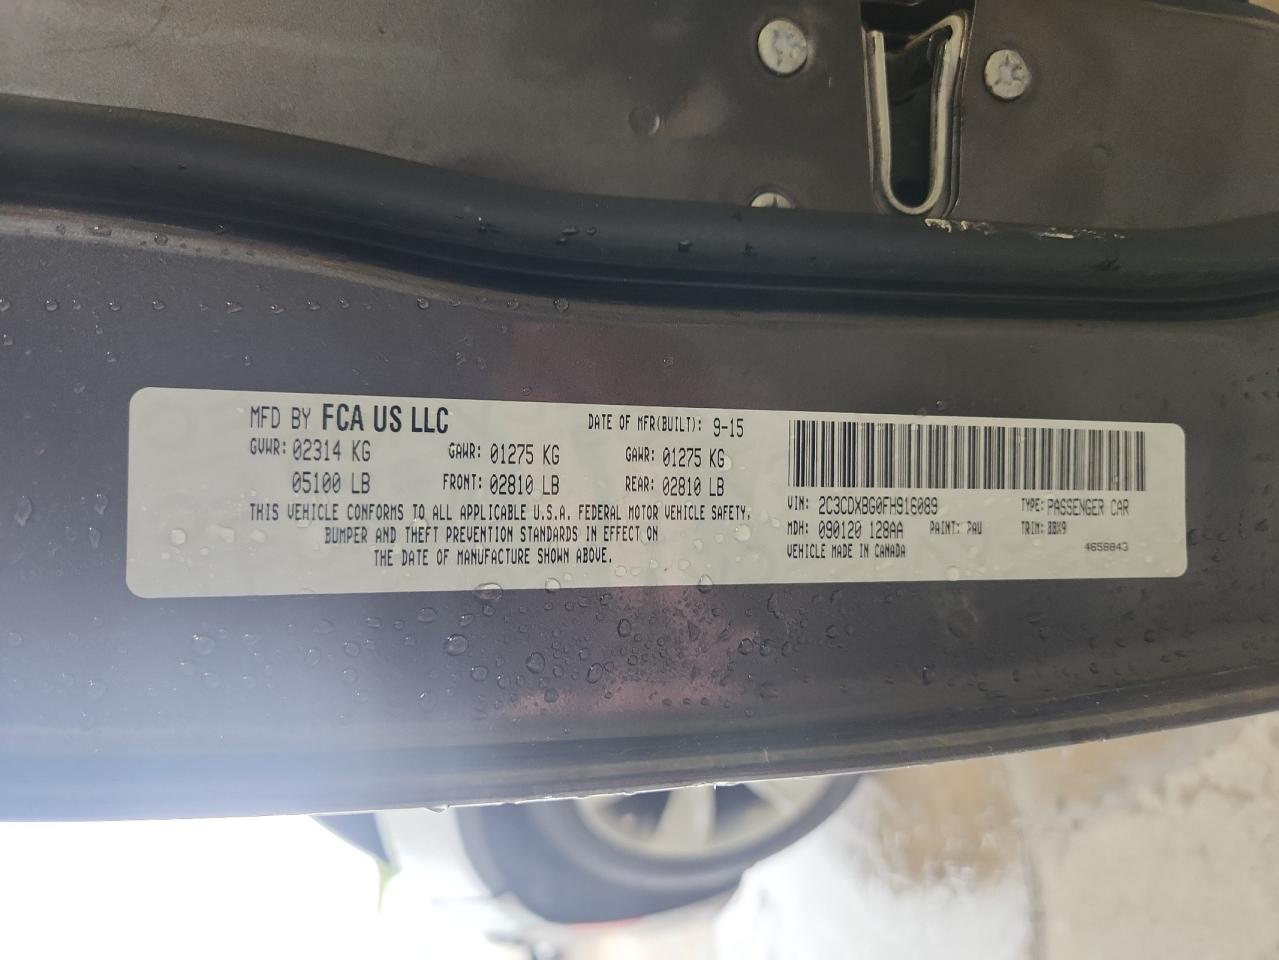 MFD BY FCA US LLC DATE OF MFR(BUILT): 9-15
GVWR: 02314 KG GAWR: 01275 KG GAWR: 01275 KG
05100 LB FRONT: 02810 LB REAR: 02810 LB
THIS VEHICLE CONFORMS TO ALL APPLICABLE U.S.A. FEDERAL MOTOR VEHICLE SAFETY,
BUMPER AND THEFT PREVENTION STANDARDS IN EFFECT ON
THE DATE OF MANUFACTURE SHOWN ABOVE.
VIN: 2C3CDXBG0FH916089 TYPE: PASSENGER CAR
MDH: 090120 128AA PAINT: PAU TRIM:
VEHICLE MADE IN CANADA 4658843